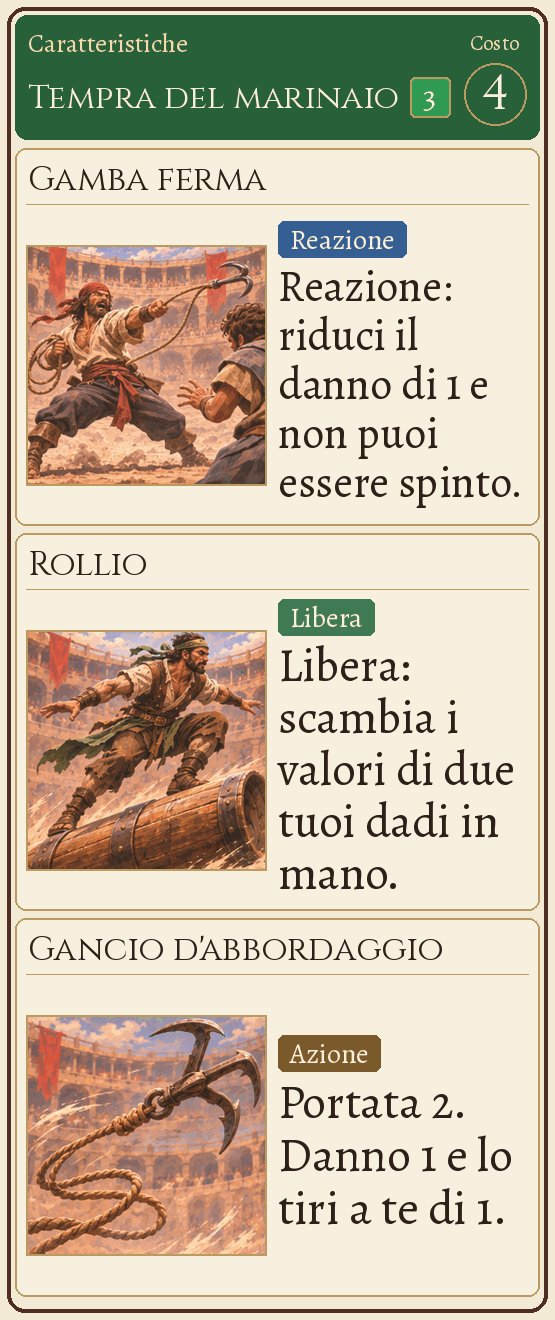 Caratteristiche
Costo
Tempra del marinaio 3 4
Gamba ferma
Reazione
Reazione:
riduci il
danno di 1 e
non puoi
essere spinto.
Rollio
Libera
Libera:
scambia i
valori di due
tuoi dadi in
mano.
Gancio d'abbordaggio
Azione
Portata 2.
Danno 1 e lo
tiri a te di 1.